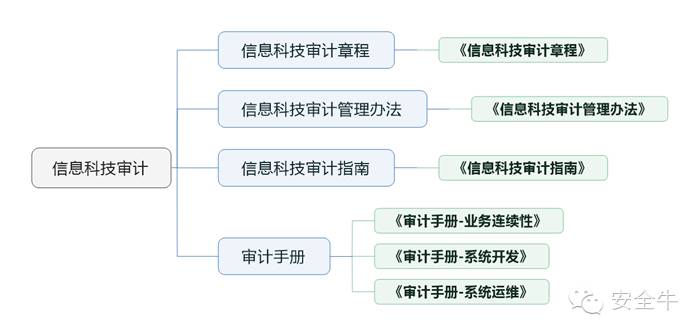 信息科技审计章程
《信息科技审计章程》
信息科技审计管理办法
《信息科技审计管理办法》
信息科技审计
信息科技审计指南
《信息科技审计指南》
审计手册
《审计手册-业务连续性》
《审计手册-系统开发》
《审计手册-系统运维》
安全牛